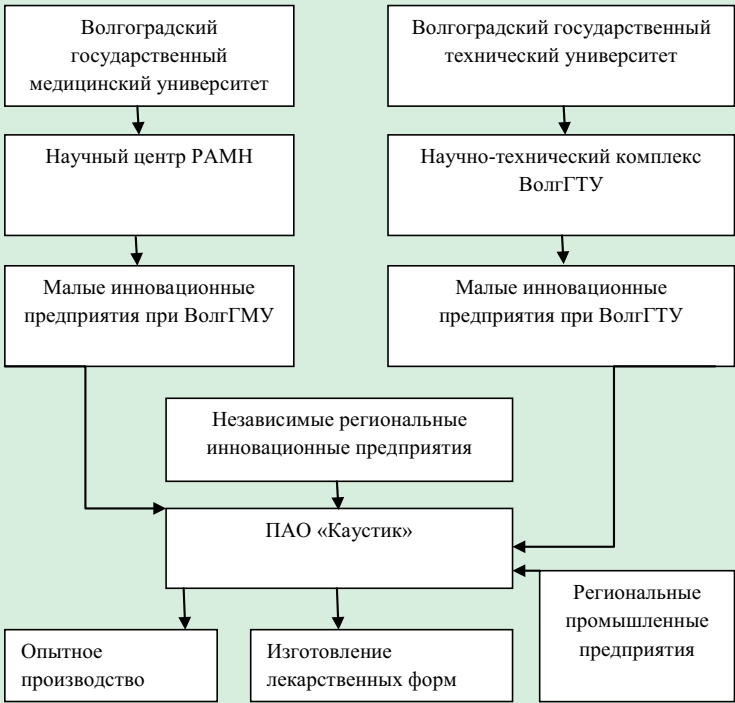 Волгоградский
государственный
медицинский университет
Волгоградский государственный
технический университет
Научный центр РАМН
Научно-технический комплекс
ВолгГТУ
Малые инновационные
предприятия при ВолгГМУ
Малые инновационные
предприятия при ВолгГТУ
Независимые региональные
инновационные предприятия
ПАО «Каустик»
Региональные
промышленные
предприятия
Опытное
производство
Изготовление
лекарственных форм